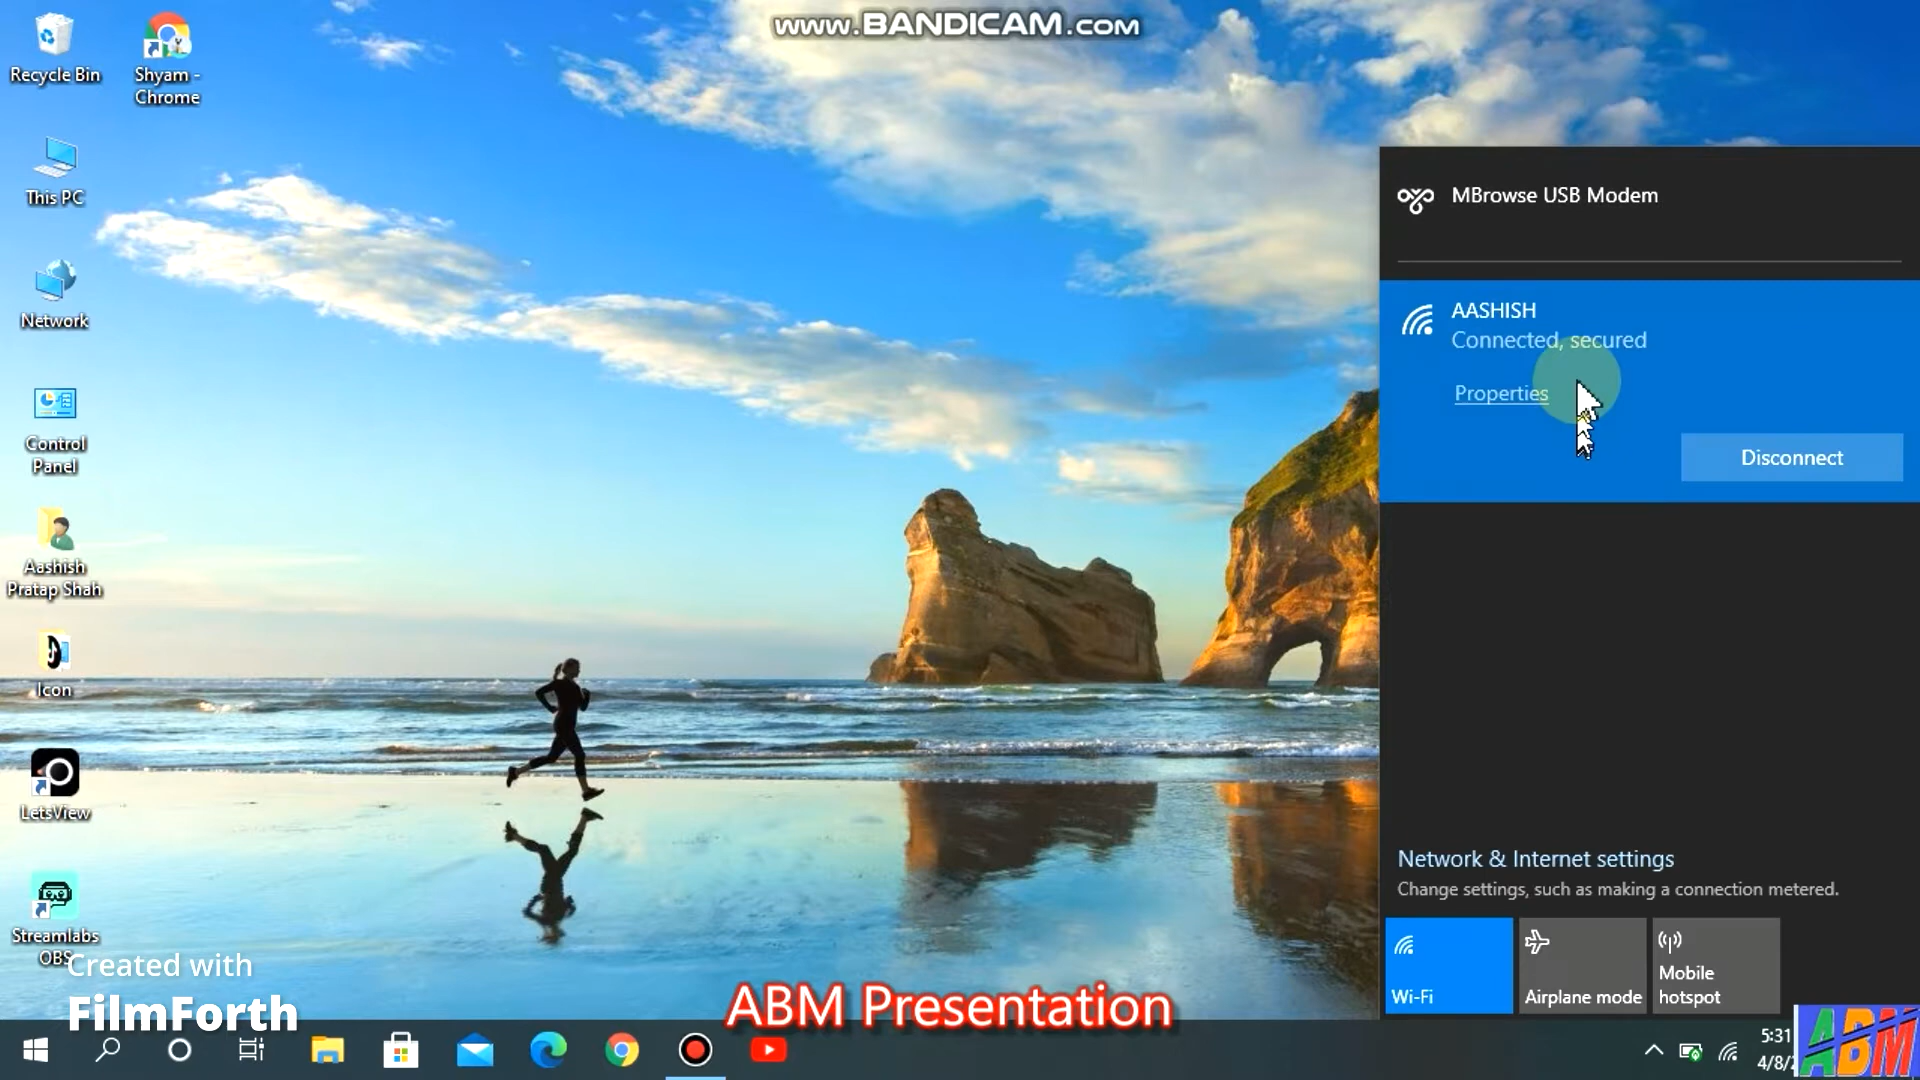 www.BANDICAM.com
Recycle Bin
Shyam -
Chrome
This PC
Network
Control
Panel
Aashish
Pratap Shah
Icon
LetsView
Streamlabs
OBS
Created with
FilmForth
ABM Presentation
MBrowse USB Modem
AASHISH
Connected, secured
Properties
Disconnect
Network & Internet settings
Change settings, such as making a connection metered.
Wi-Fi
Airplane mode
Mobile
hotspot
5:31
4/8/
ABM